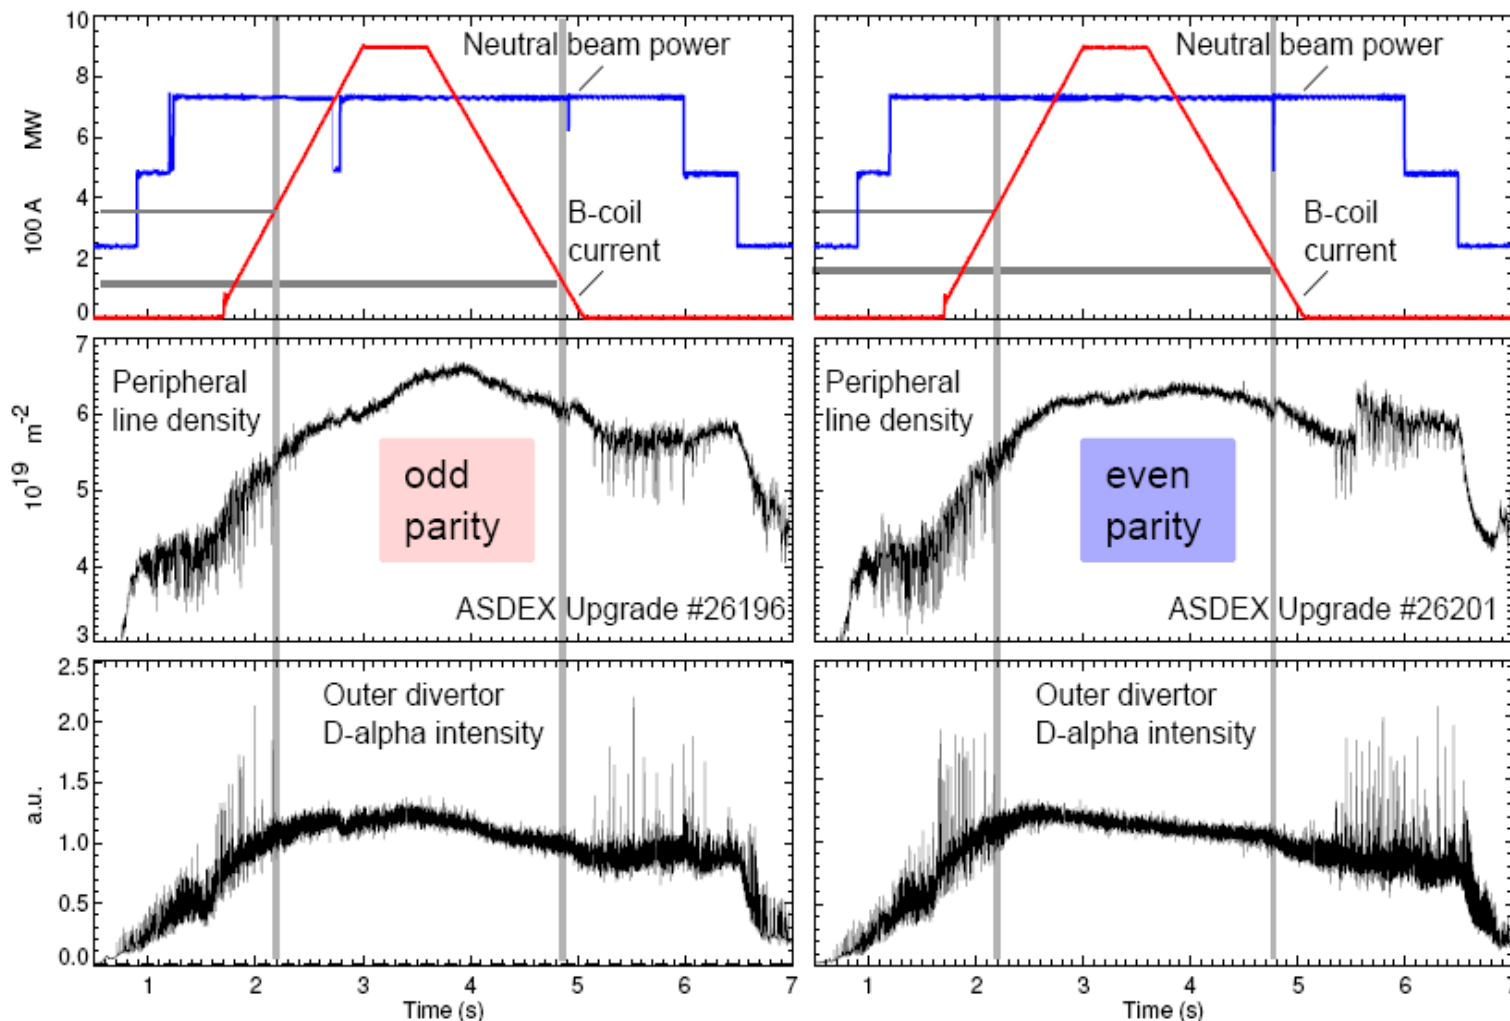 10
8
6
4
2
0
MW
100 A
Neutral beam power
B-coil
current
Neutral beam power
B-coil
current
7
6
5
4
3
10¹⁹ m⁻²
Peripheral
line density
odd
parity
ASDEX Upgrade #26196
Peripheral
line density
even
parity
ASDEX Upgrade #26201
2.5
2.0
1.5
1.0
0.5
0.0
a.u.
Outer divertor
D-alpha intensity
Outer divertor
D-alpha intensity
1 2 3 4 5 6 7
Time (s)
1 2 3 4 5 6 7
Time (s)